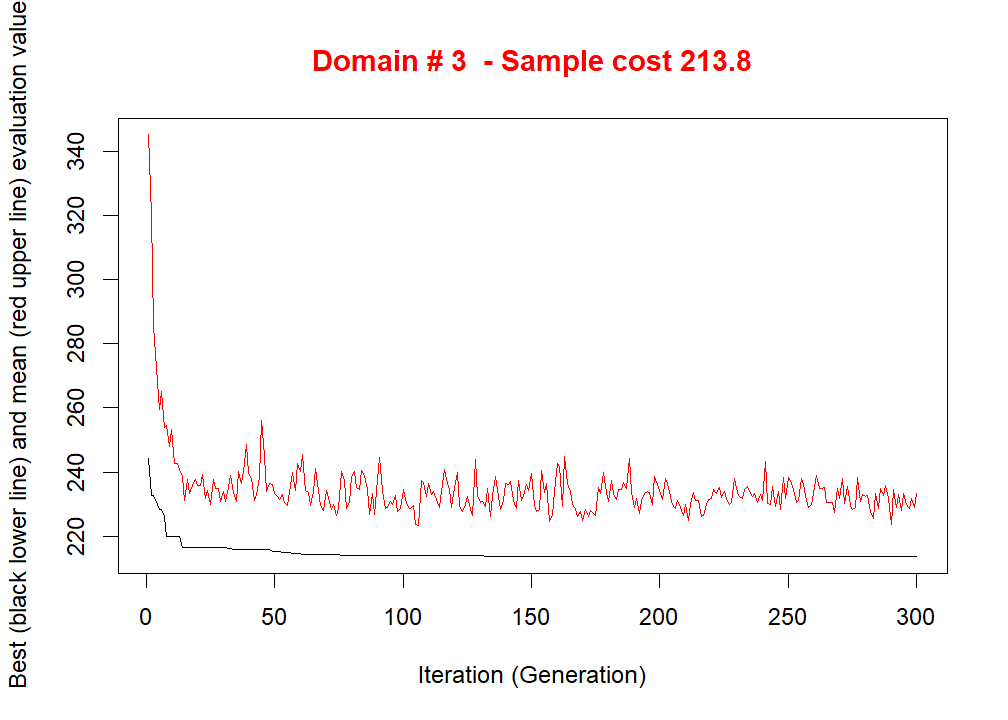 Domain # 3  - Sample cost 213.8
Best (black lower line) and mean (red upper line) evaluation value
340
320
300
280
260
240
220
0 50 100 150 200 250 300
Iteration (Generation)